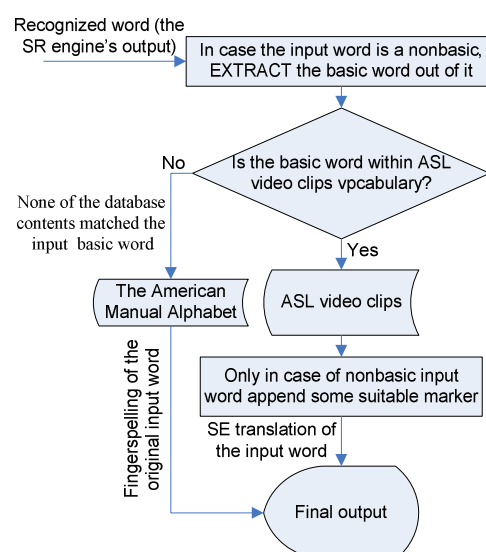 Recognized word (the
SR engine's output)
In case the input word is a nonbasic,
EXTRACT the basic word out of it
Is the basic word within ASL
video clips vpcabulary?
No
None of the database
contents matched the
input basic word
Yes
The American
Manual Alphabet
ASL video clips
Fingerspelling of the
original input word
Only in case of nonbasic input
word append some suitable marker
SE translation of
the input word
Final output